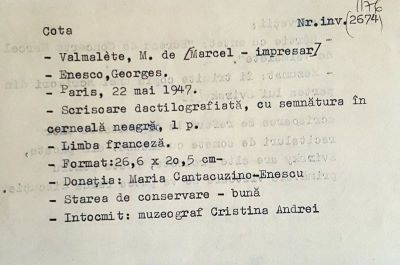 1176
Cota
Nr.inv.(2674)
- Valmalète, M. de [Marcel - impresar]
- Enesco,Georges.
- Paris, 22 mai 1947.
- Scrisoare dactilografiată, cu semnătura în
cerneală neagră, 1 p.
- Limba franceză.
- Format:26,6 x 20,5 cm-
- Donația: Maria Cantacuzino-Enescu
- Starea de conservare - bună
- Intocmit: muzeograf Cristina Andrei